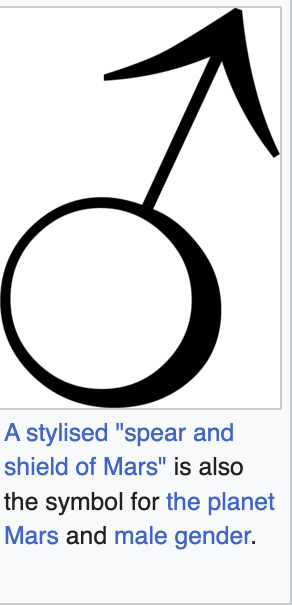 A stylised "spear and
shield of Mars" is also
the symbol for the planet
Mars and male gender.